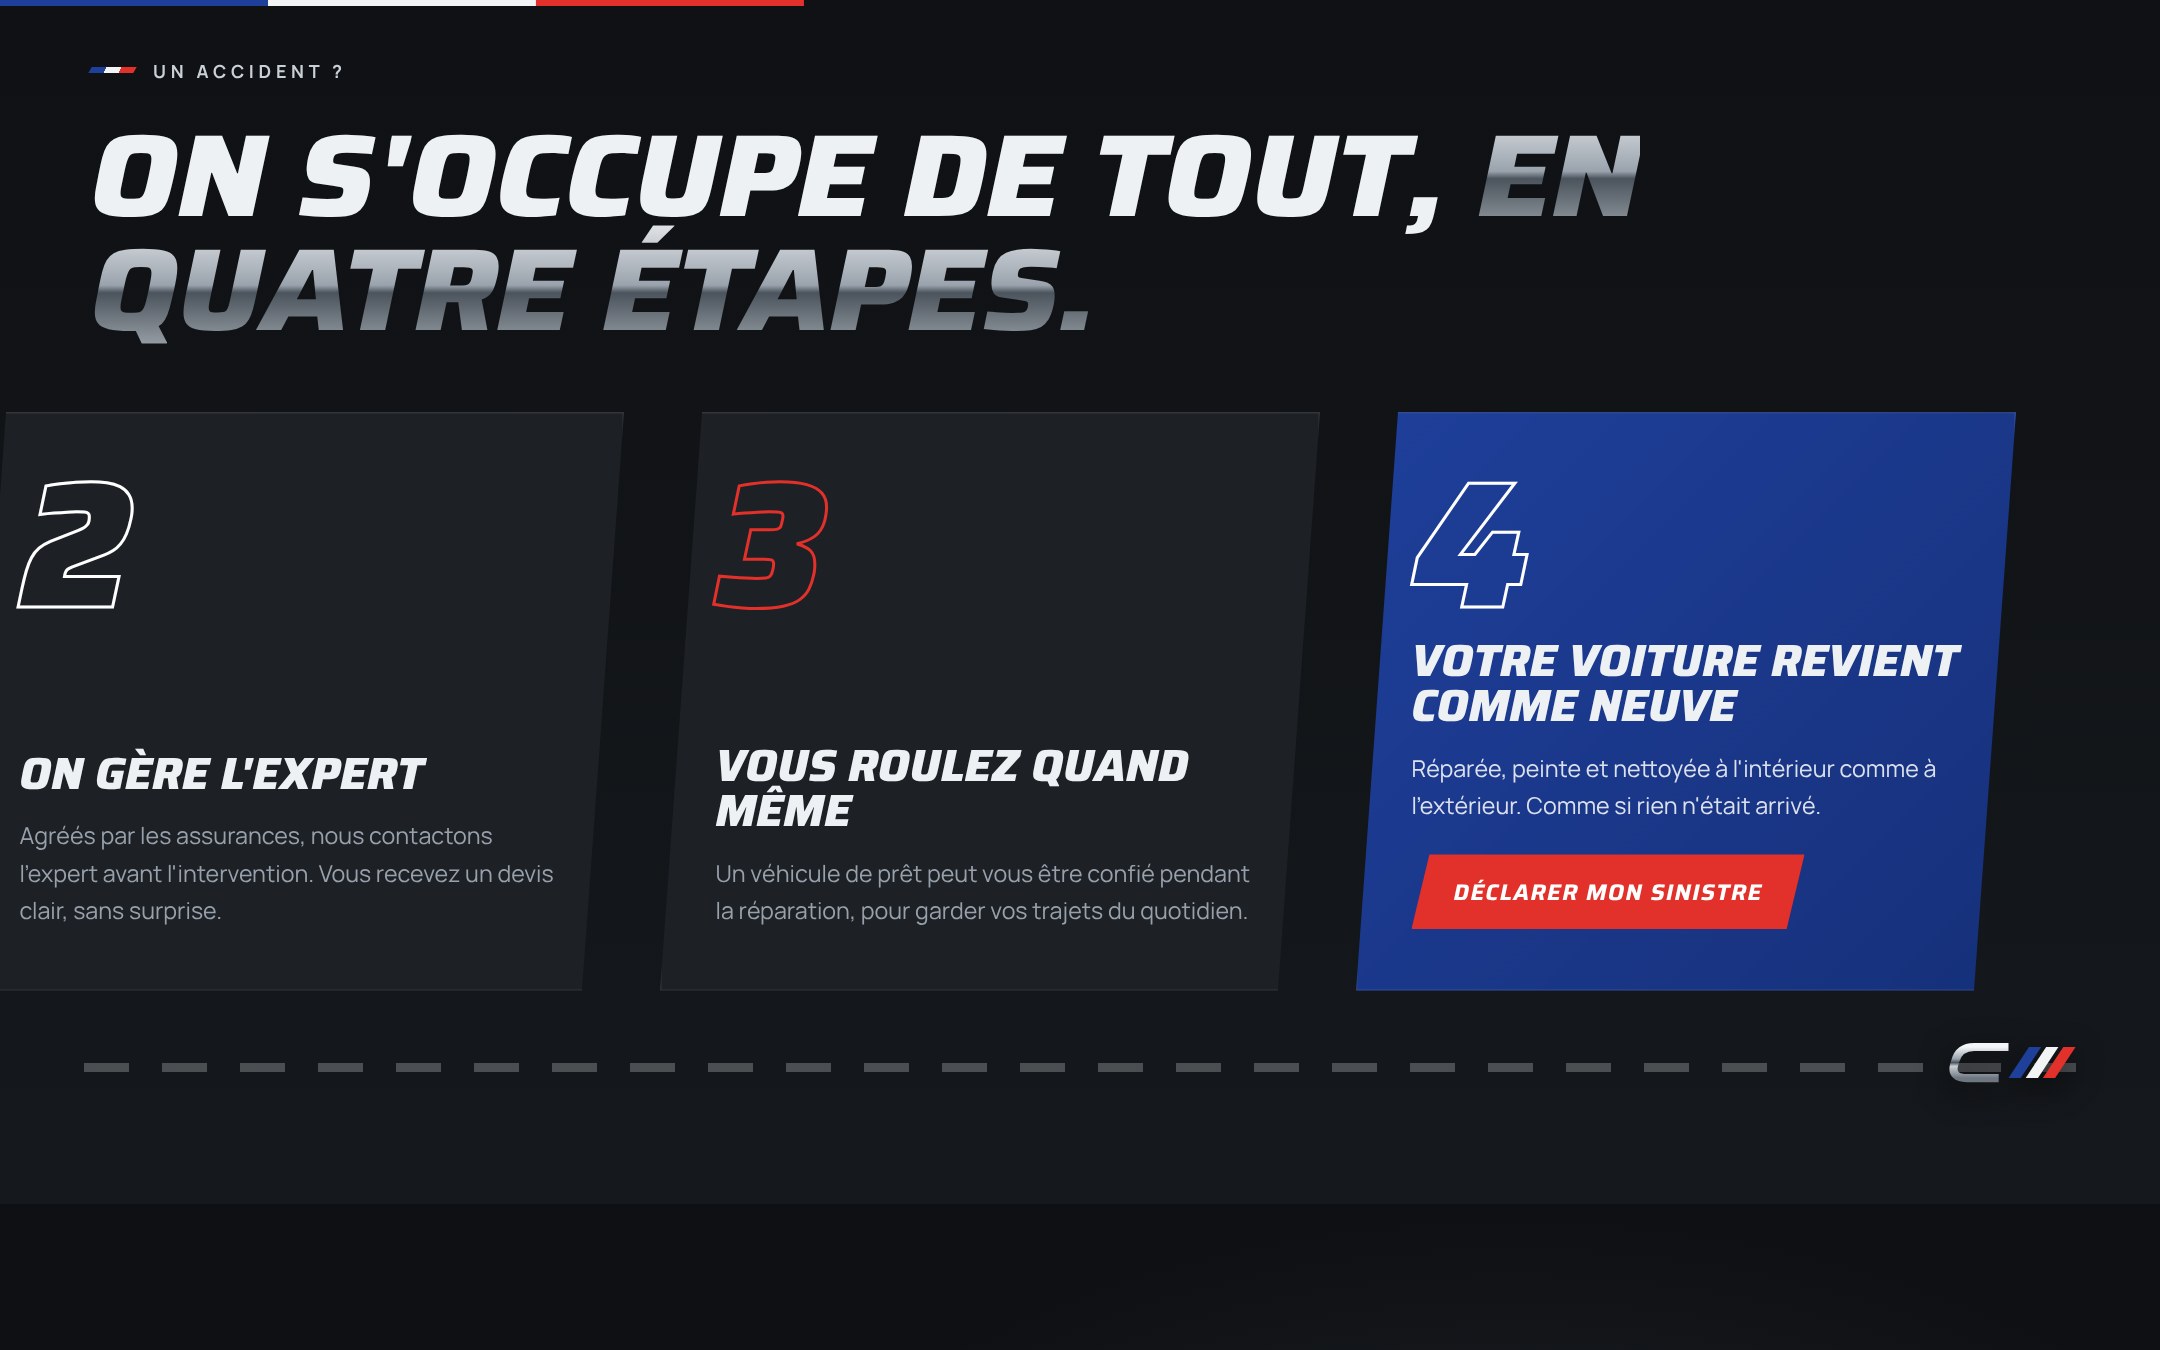 UN ACCIDENT ?
ON S'OCCUPE DE TOUT, EN
QUATRE ÉTAPES.
2
ON GÈRE L'EXPERT
Agréés par les assurances, nous contactons
l'expert avant l'intervention. Vous recevez un devis
clair, sans surprise.
3
VOUS ROULEZ QUAND
MÊME
Un véhicule de prêt peut vous être confié pendant
la réparation, pour garder vos trajets du quotidien.
4
VOTRE VOITURE REVIENT
COMME NEUVE
Réparée, peinte et nettoyée à l'intérieur comme à
l'extérieur. Comme si rien n'était arrivé.
DÉCLARER MON SINISTRE